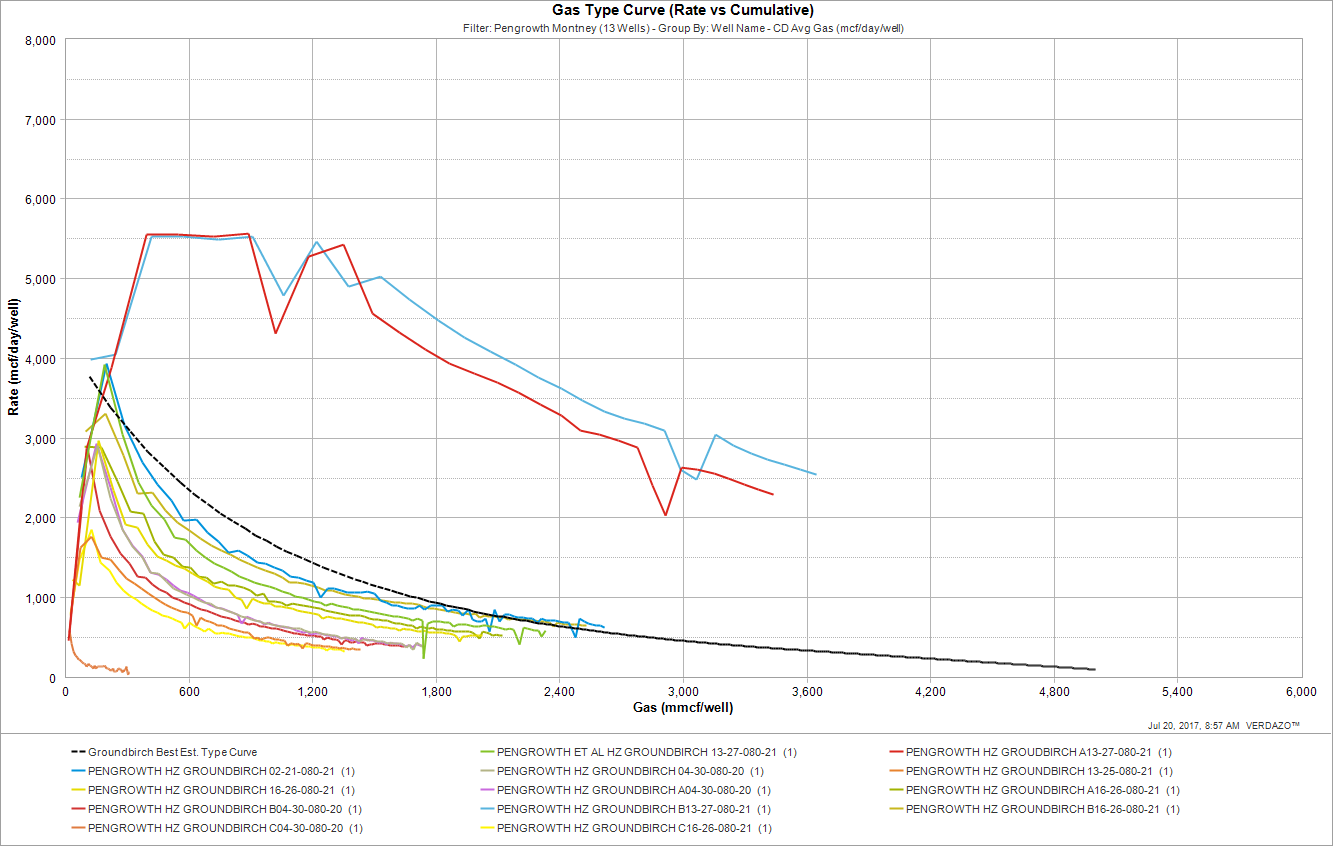 Gas Type Curve (Rate vs Cumulative)
Filter: Pengrowth Montney (13 Wells) - Group By: Well Name - CD Avg Gas (mcf/day/well)
8,000
7,000
6,000
5,000
4,000
3,000
2,000
1,000
0
Rate (mcf/day/well)
0 600 1,200 1,800 2,400 3,000 3,600 4,200 4,800 5,400 6,000
Gas (mmcf/well)
Jul 20, 2017, 8:57 AM VERDAZO™
Groundbirch Best Est. Type Curve PENGROWTH ET AL HZ GROUNDBIRCH 13-27-080-21 (1) PENGROWTH HZ GROUDBIRCH A13-27-080-21 (1)
PENGROWTH HZ GROUNDBIRCH 02-21-080-21 (1) PENGROWTH HZ GROUNDBIRCH 04-30-080-20 (1) PENGROWTH HZ GROUNDBIRCH 13-25-080-21 (1)
PENGROWTH HZ GROUNDBIRCH 16-26-080-21 (1) PENGROWTH HZ GROUNDBIRCH A04-30-080-20 (1) PENGROWTH HZ GROUNDBIRCH A16-26-080-21 (1)
PENGROWTH HZ GROUNDBIRCH B04-30-080-20 (1) PENGROWTH HZ GROUNDBIRCH B13-27-080-21 (1) PENGROWTH HZ GROUNDBIRCH B16-26-080-21 (1)
PENGROWTH HZ GROUNDBIRCH C04-30-080-20 (1) PENGROWTH HZ GROUNDBIRCH C16-26-080-21 (1)